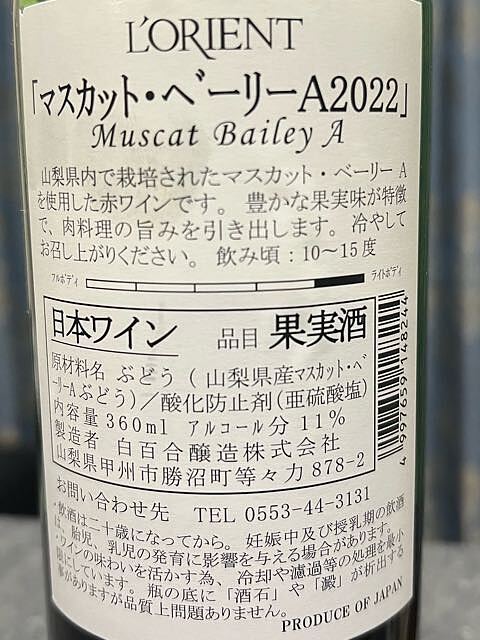 L'ORIENT
「マスカット・ベーリーA2022」
Muscat Bailey A
山梨県内で栽培されたマスカット・ベーリーA
を使用した赤ワインです。豊かな果実味が特徴
で、肉料理の旨みを引き出します。冷やして
お召し上がりください。飲み頃：10〜15度
フルボディ ライトボディ
日本ワイン 品目 果実酒
原材料名 ぶどう（山梨県産マスカット・ベ
ーリーAぶどう）／酸化防止剤(亜硫酸塩)
内容量 360ml アルコール分 11%
製造者 白百合醸造株式会社
山梨県甲州市勝沼町等々力878-2
4 997659 148244
お問い合わせ先 TEL 0553-44-3131
・飲酒は二十歳になってから。妊娠中及び授乳期の飲酒
は、胎児、乳児の発育に影響を与える場合があります。
・ワインの味わいを活かす為、冷却や濾過等の処理を最小
限にしています。瓶の底に「酒石」や「澱」が析出する
事がありますが品質上問題ありません。
PRODUCE OF JAPAN